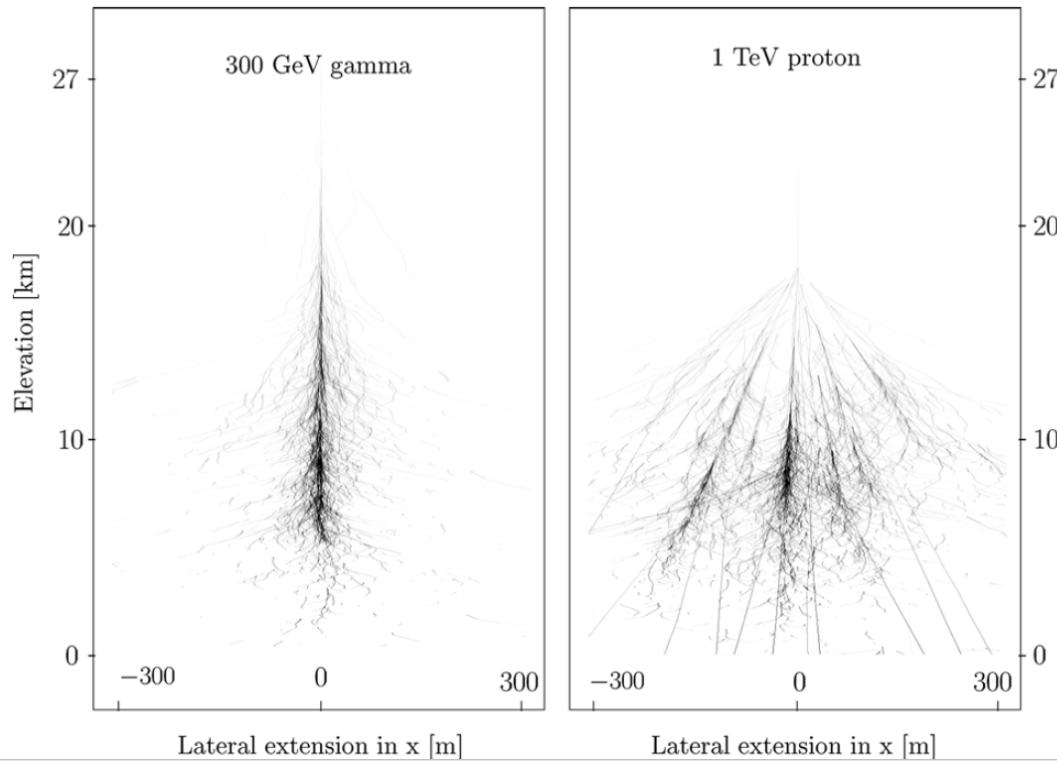 300 GeV gamma
27
20
10
0
Elevation [km]
−300
0
300
Lateral extension in x [m]
1 TeV proton
27
20
10
0
−300
0
300
Lateral extension in x [m]